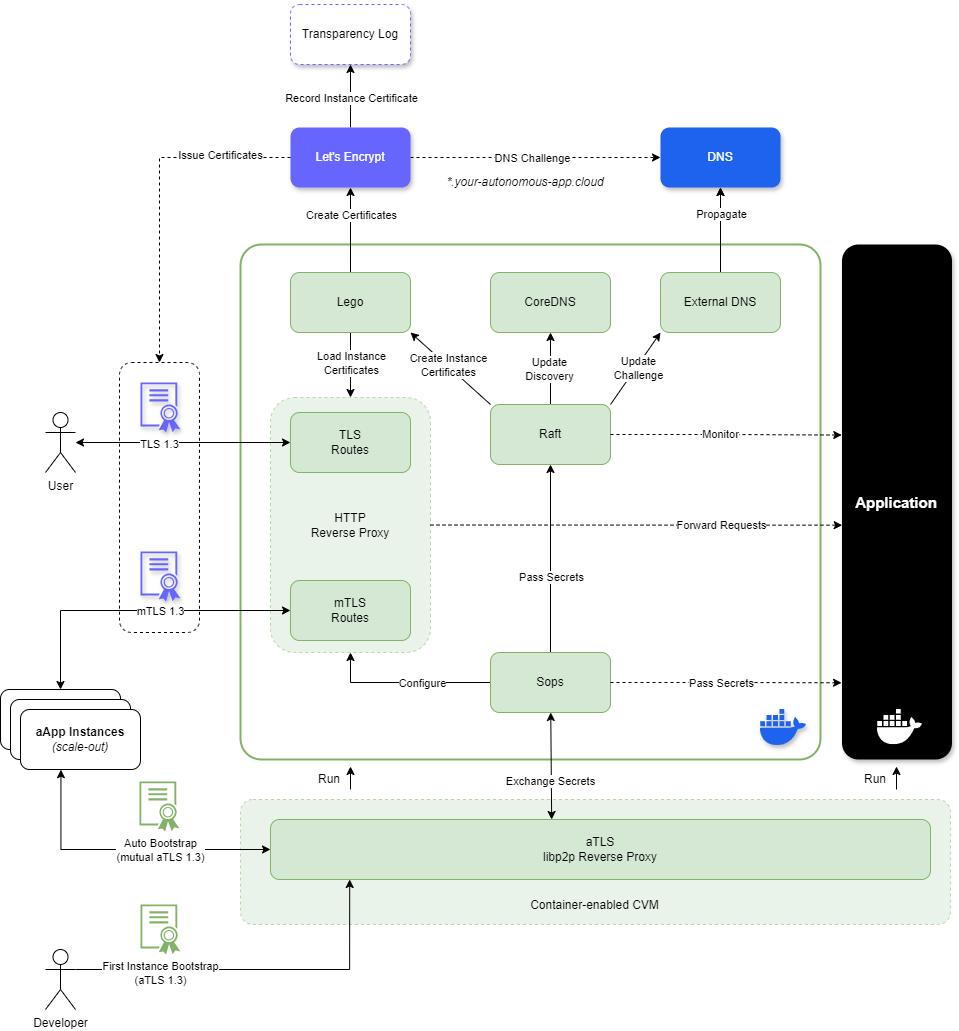 Transparency Log
Record Instance Certificate
Issue Certificates
Let's Encrypt
DNS Challenge
DNS
*.your-autonomous-app.cloud
Create Certificates
Propagate
Lego
CoreDNS
External DNS
Load Instance
Certificates
Create Instance
Certificates
Update
Discovery
Update
Challenge
TLS
Routes
Raft
Monitor
TLS 1.3
User
Application
HTTP
Reverse Proxy
Forward Requests
Pass Secrets
mTLS
Routes
mTLS 1.3
Configure
Sops
Pass Secrets
aApp Instances
(scale-out)
Run
Exchange Secrets
Run
Auto Bootstrap
(mutual aTLS 1.3)
aTLS
libp2p Reverse Proxy
Container-enabled CVM
First Instance Bootstrap
(aTLS 1.3)
Developer